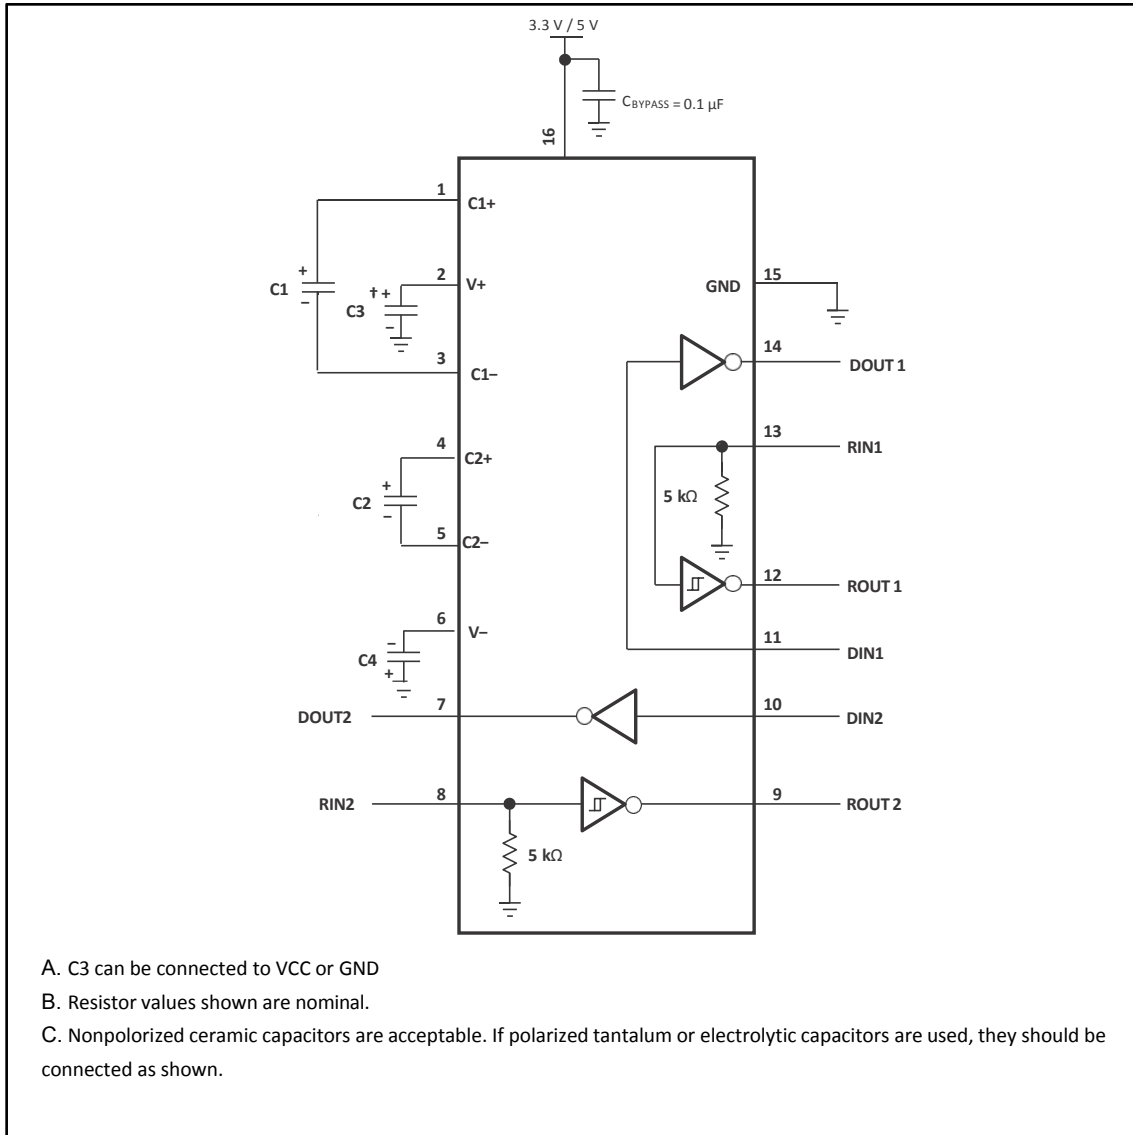 3.3 V / 5 V
CBYPASS = 0.1 µF
16
1
C1+
+
C1
−
2
V+
† +
C3
−
3
C1−
4
C2+
+
C2
−
5
C2−
6
V−
−
C4
+
GND
15
14
DOUT 1
13
RIN1
5 kΩ
12
ROUT 1
11
DIN1
DOUT2
7
10
DIN2
RIN2
8
9
ROUT 2
5 kΩ
A. C3 can be connected to VCC or GND
B. Resistor values shown are nominal.
C. Nonpolorized ceramic capacitors are acceptable. If polarized tantalum or electrolytic capacitors are used, they should be
connected as shown.